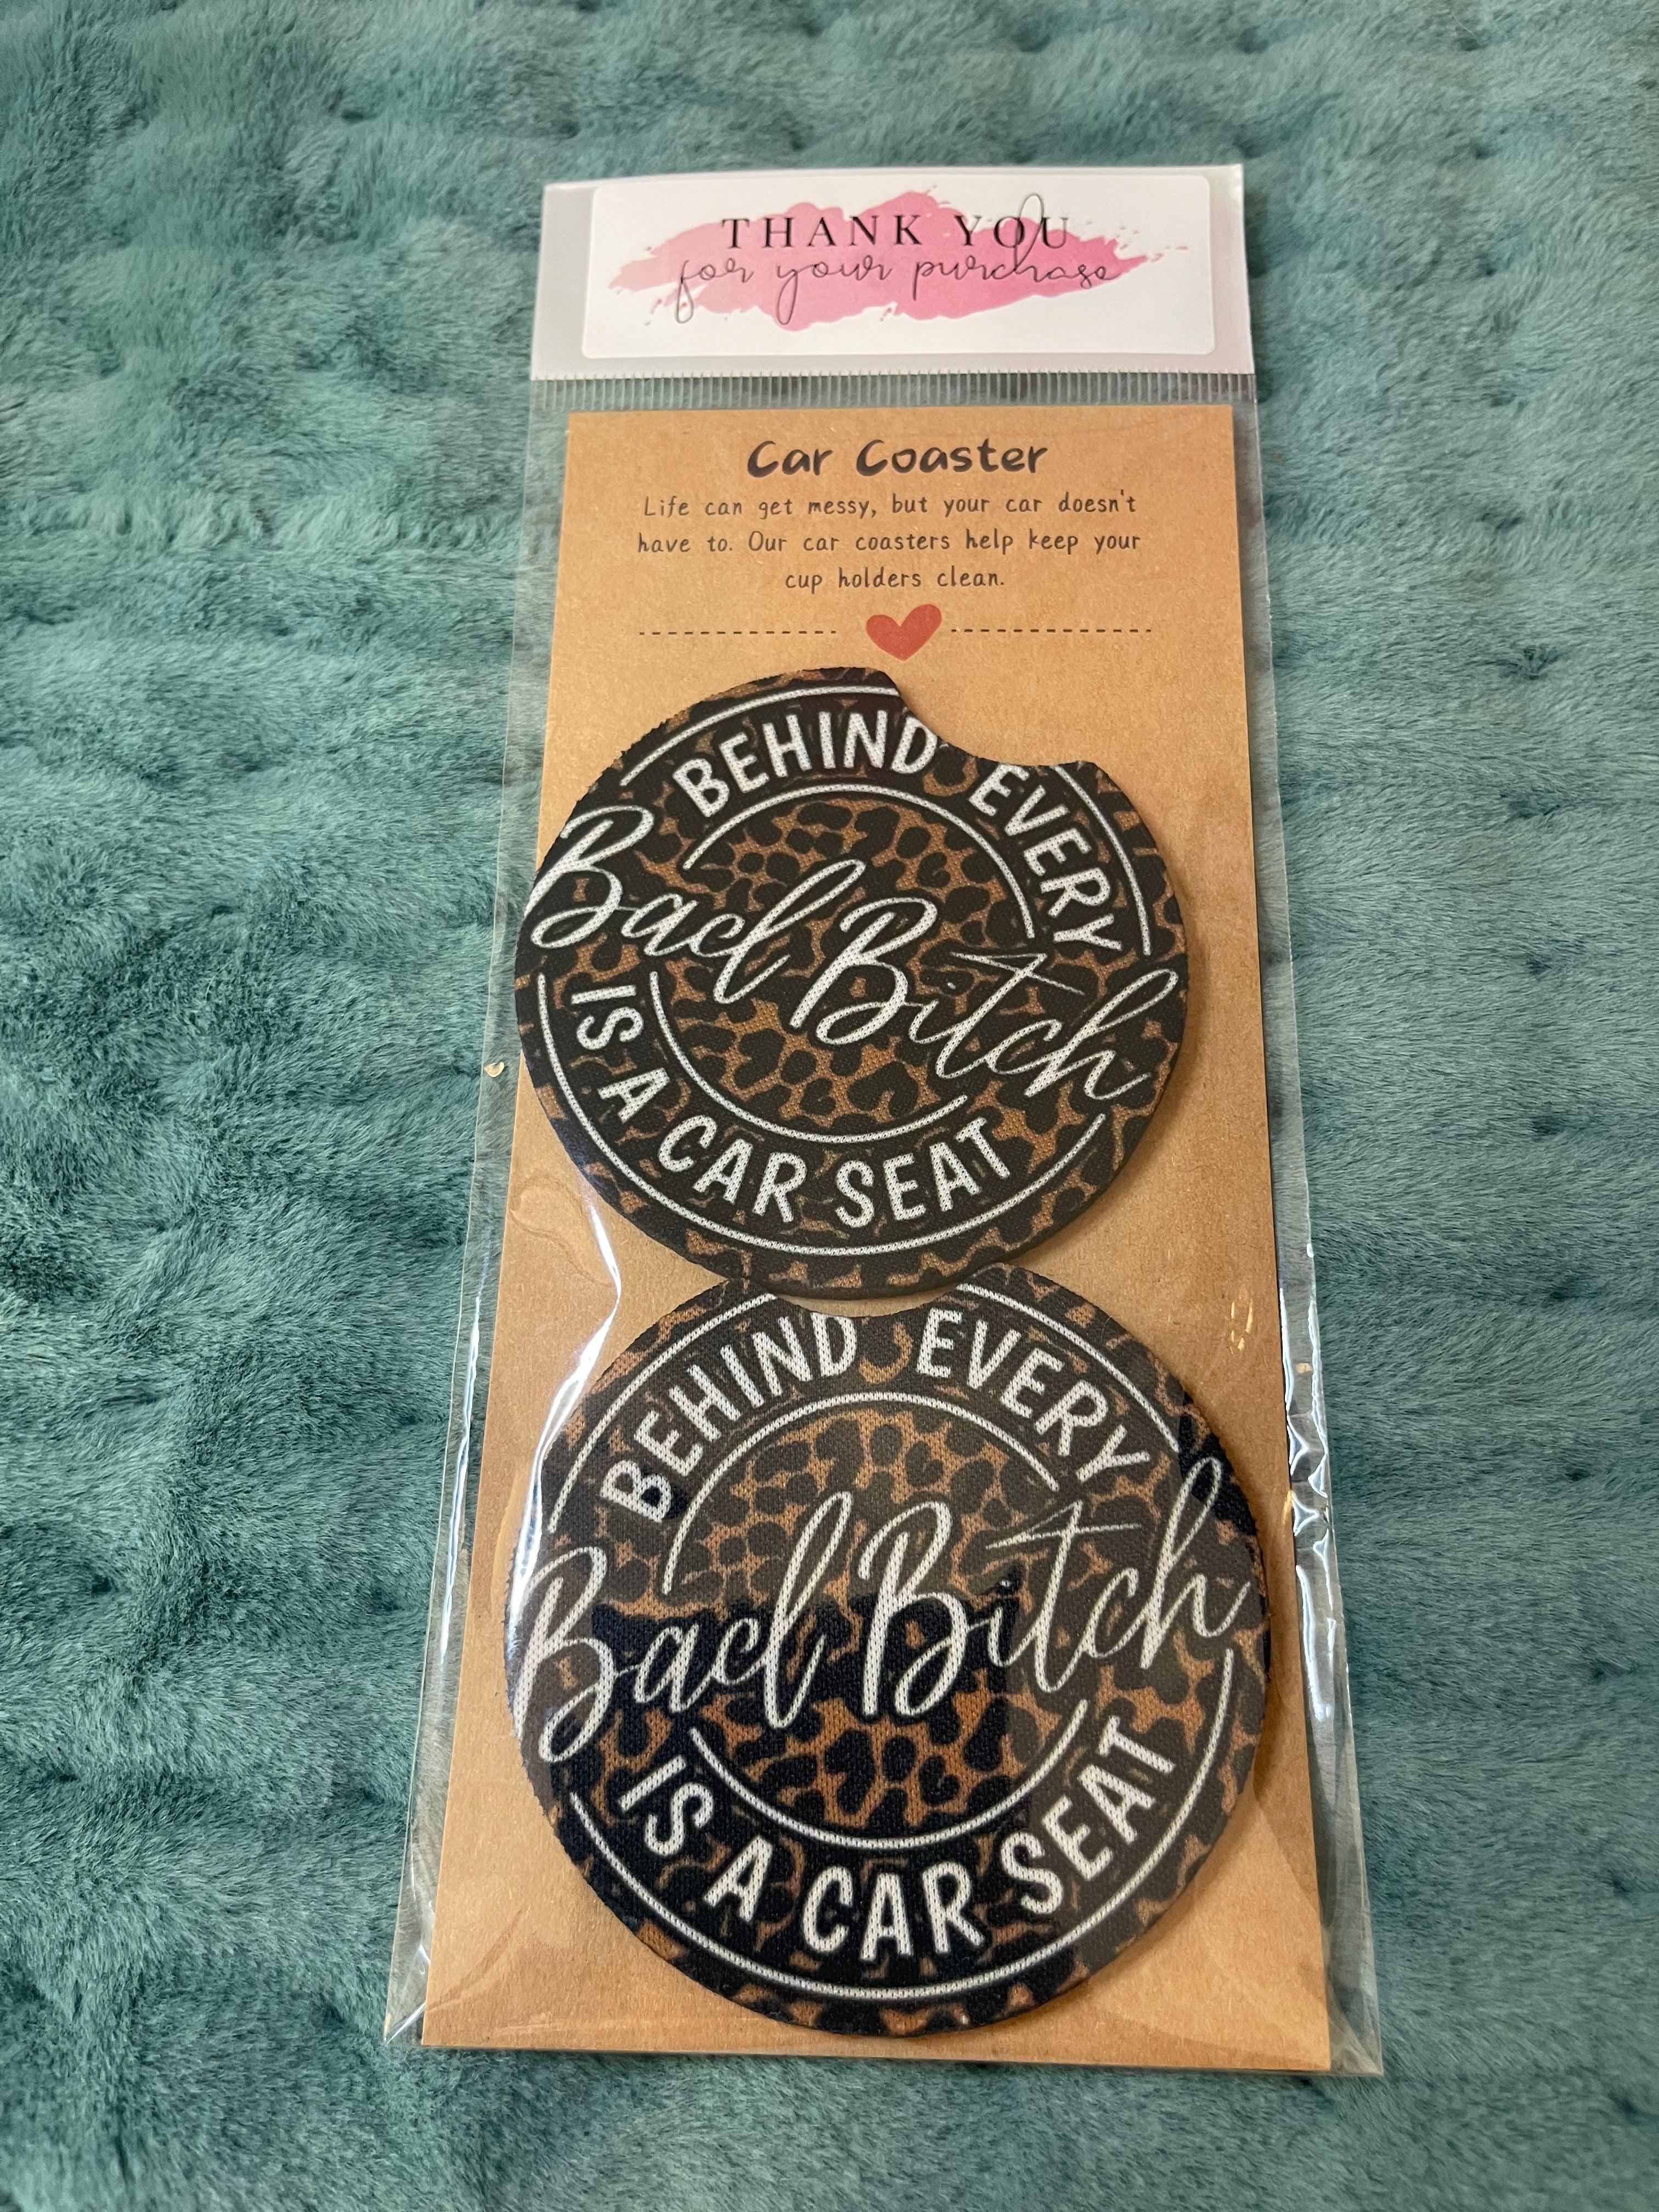 THANK YOU
for your purchase
Car Coaster
Life can get messy, but your car doesn't
have to. Our car coasters help keep your
cup holders clean.
BEHIND EVERY
Bad Bitch
IS A CAR SEAT
BEHIND EVERY
Bad Bitch
IS A CAR SEAT